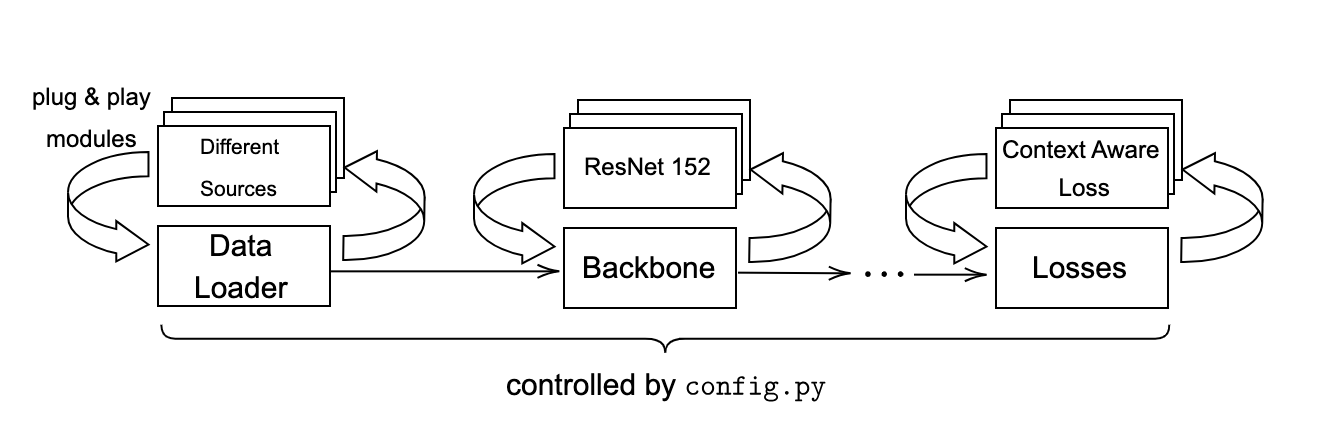 plug & play
modules
Different
Sources
ResNet 152
Context Aware
Loss
Data
Loader
Backbone
...
Losses
controlled by config.py